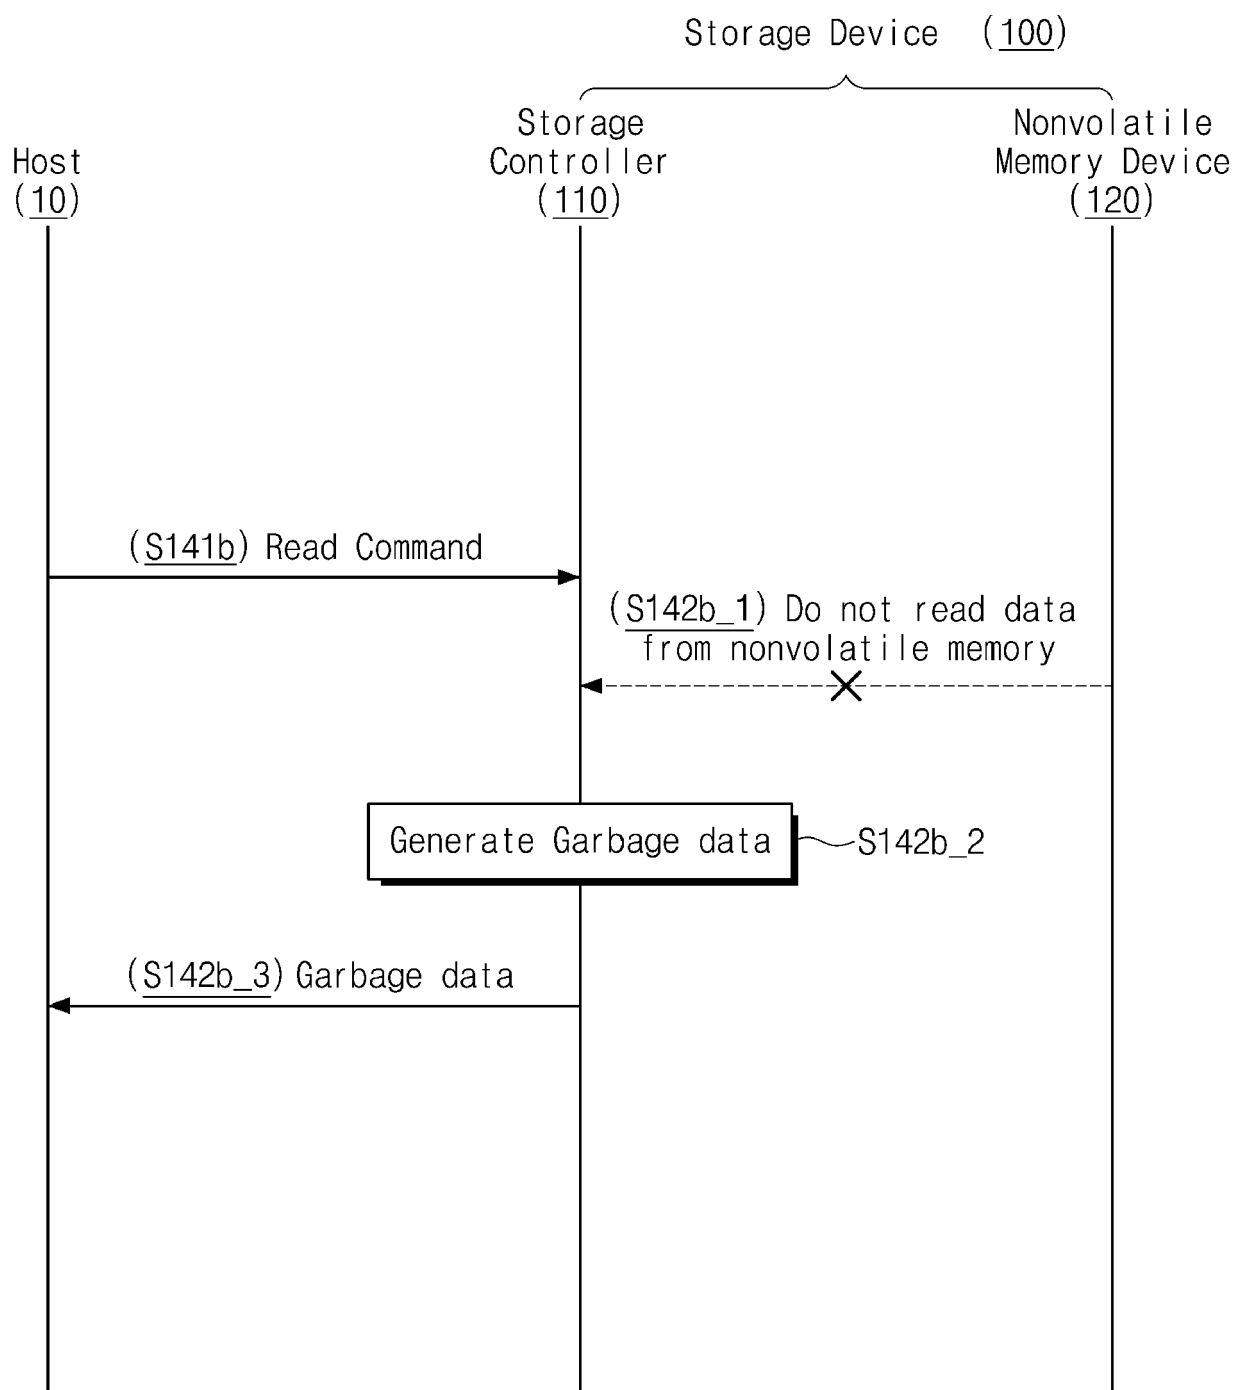 Storage Device (100)
Host
(10)
Storage
Controller
(110)
Nonvolatile
Memory Device
(120)
(S141b) Read Command
(S142b_1) Do not read data
from nonvolatile memory
Generate Garbage data
S142b_2
(S142b_3) Garbage data